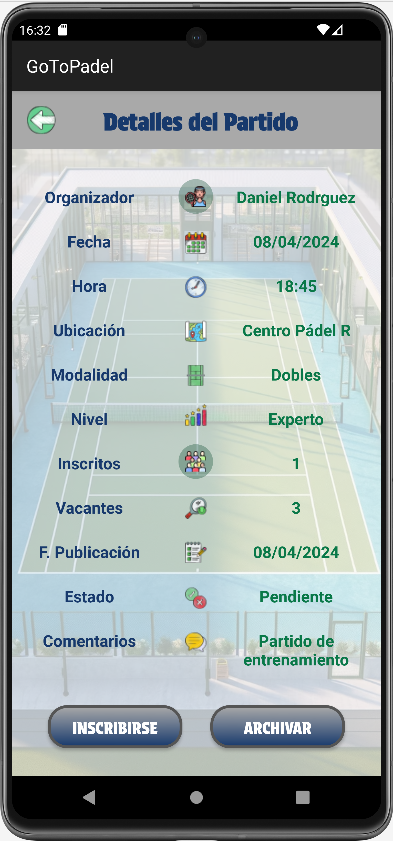 16:32
GoToPadel
Detalles del Partido
Organizador Daniel Rodrguez
Fecha 08/04/2024
Hora 18:45
Ubicación Centro Pádel R
Modalidad Dobles
Nivel Experto
Inscritos 1
Vacantes 3
F. Publicación 08/04/2024
Estado Pendiente
Comentarios Partido de
entrenamiento
INSCRIBIRSE ARCHIVAR